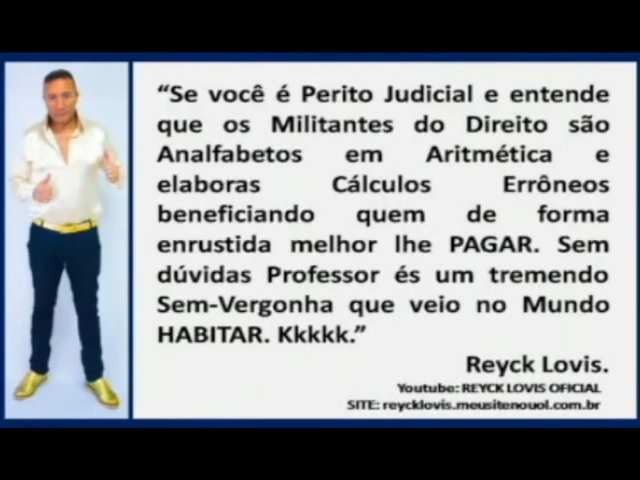 “Se você é Perito Judicial e entende
que os Militantes do Direito são
Analfabetos em Aritmética e
elaboras Cálculos Errôneos
beneficiando quem de forma
enrustida melhor lhe PAGAR. Sem
dúvidas Professor és um tremendo
Sem-Vergonha que veio no Mundo
HABITAR. Kkkkk.”
Reyck Lovis.
Youtube: REYCK LOVIS OFICIAL
SITE: reycklovis.meusitenouol.com.br